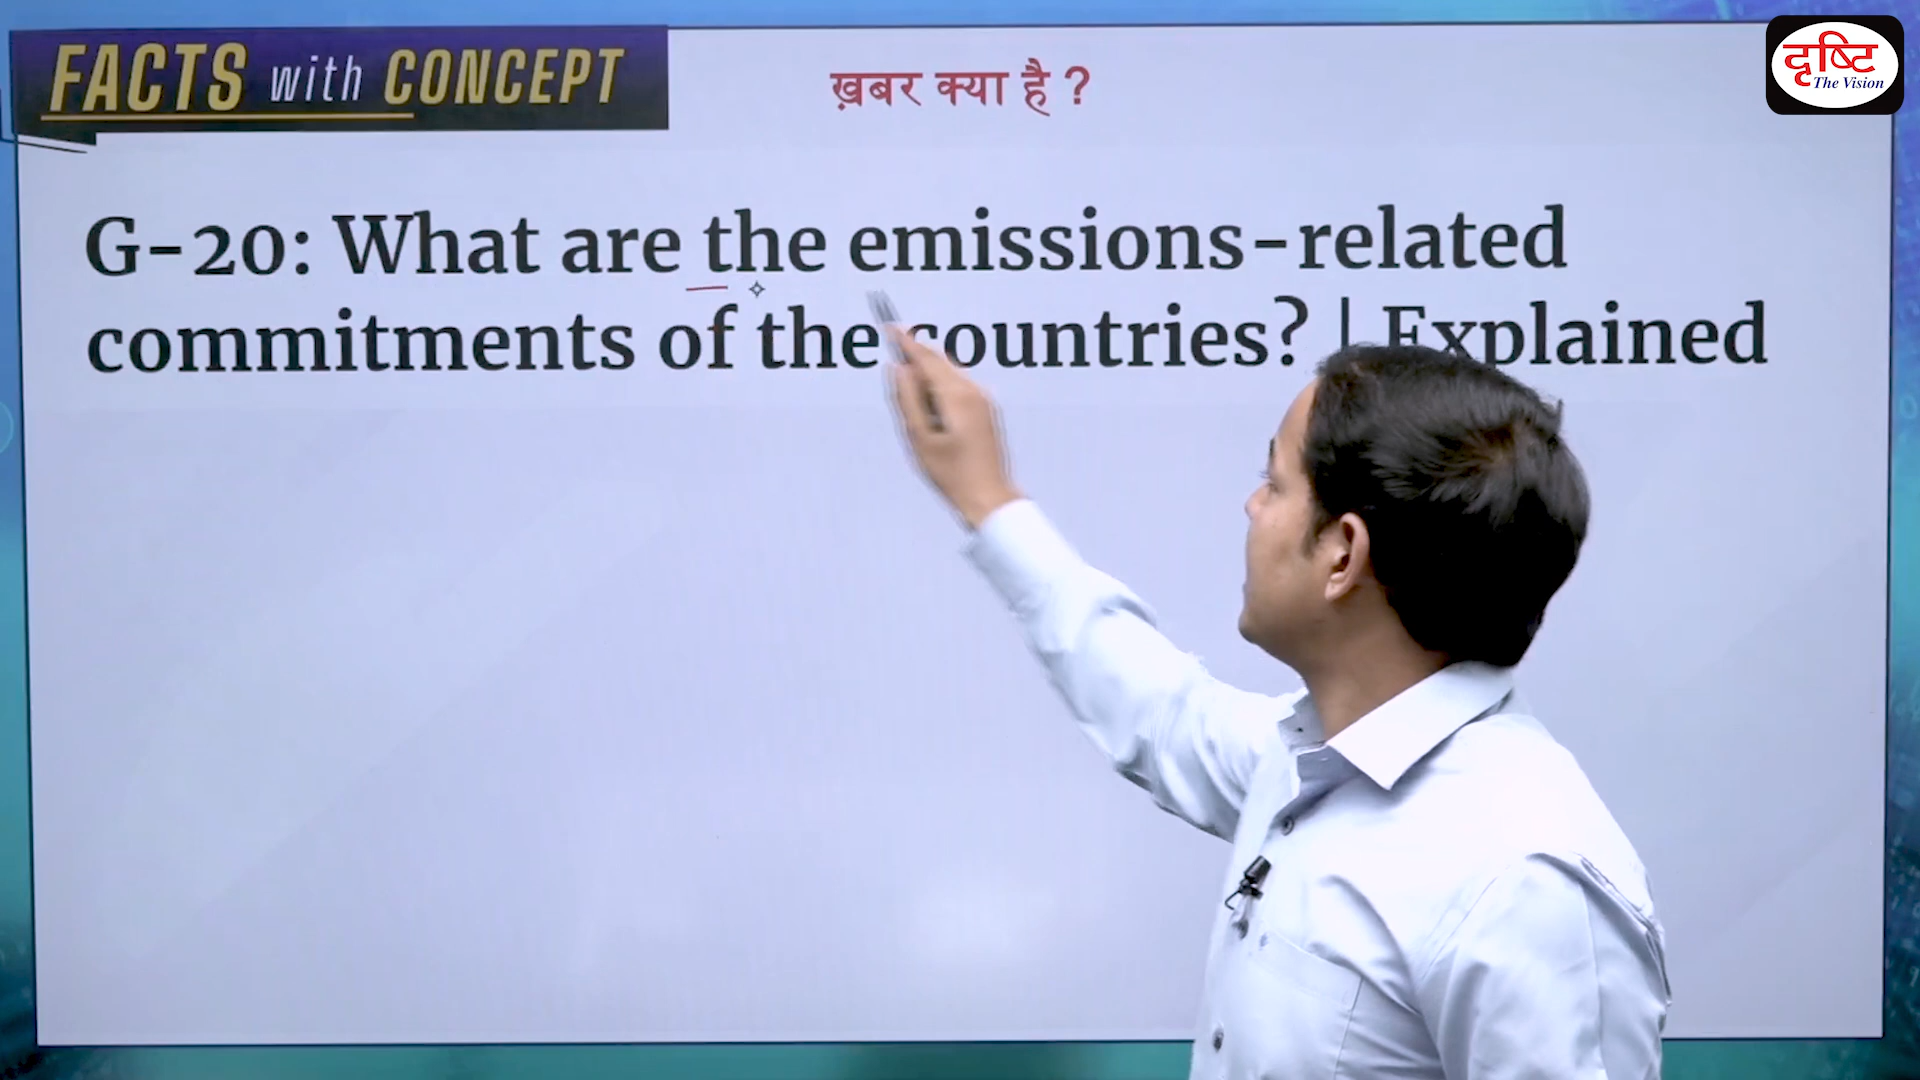 FACTS with CONCEPT
ख़बर क्या है ?
दृष्टि
The Vision
G-20: What are the emissions-related
commitments of the countries? | Explained